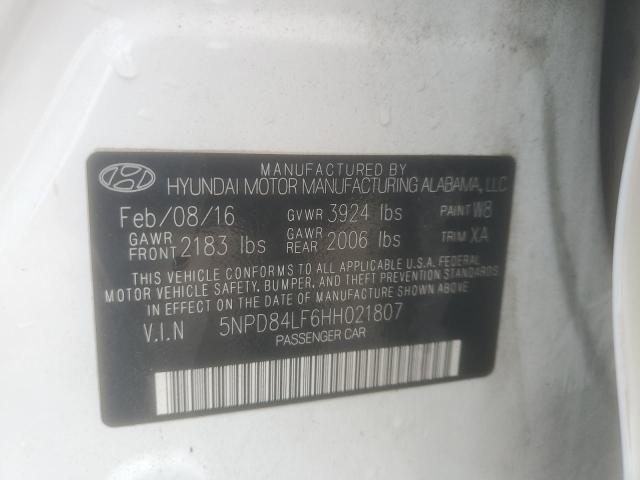 MANUFACTURED BY
HYUNDAI MOTOR MANUFACTURING ALABAMA, LLC
Feb/08/16 GVWR 3924 lbs PAINT W8
GAWR FRONT 2183 lbs GAWR REAR 2006 lbs TRIM XA
THIS VEHICLE CONFORMS TO ALL APPLICABLE U.S.A. FEDERAL
MOTOR VEHICLE SAFETY, BUMPER, AND THEFT PREVENTION STANDARDS
IN EFFECT ON THE DATE OF MANUFACTURE SHOWN ABOVE.
V.I.N 5NPD84LF6HH021807
PASSENGER CAR